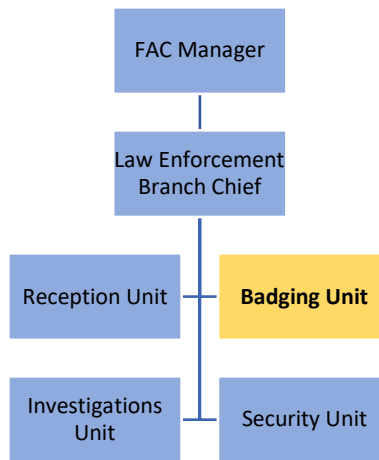 FAC Manager
Law Enforcement
Branch Chief
Reception Unit
Badging Unit
Investigations
Unit
Security Unit